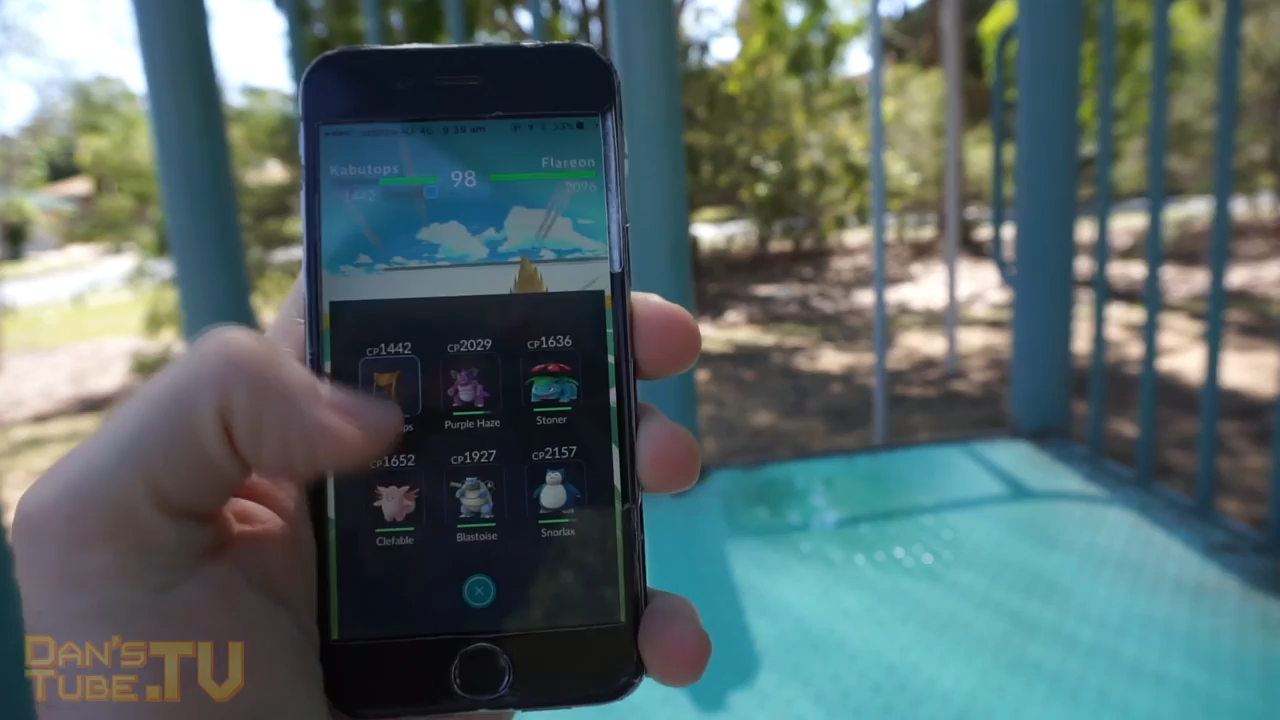 Kabutops
Flareon
98
2096
CP1442
CP2029
CP1636
Purple Haze
Stoner
CP1652
CP1927
CP2157
Clefable
Blastoise
Snorlax
DAN'S
TUBE.TV